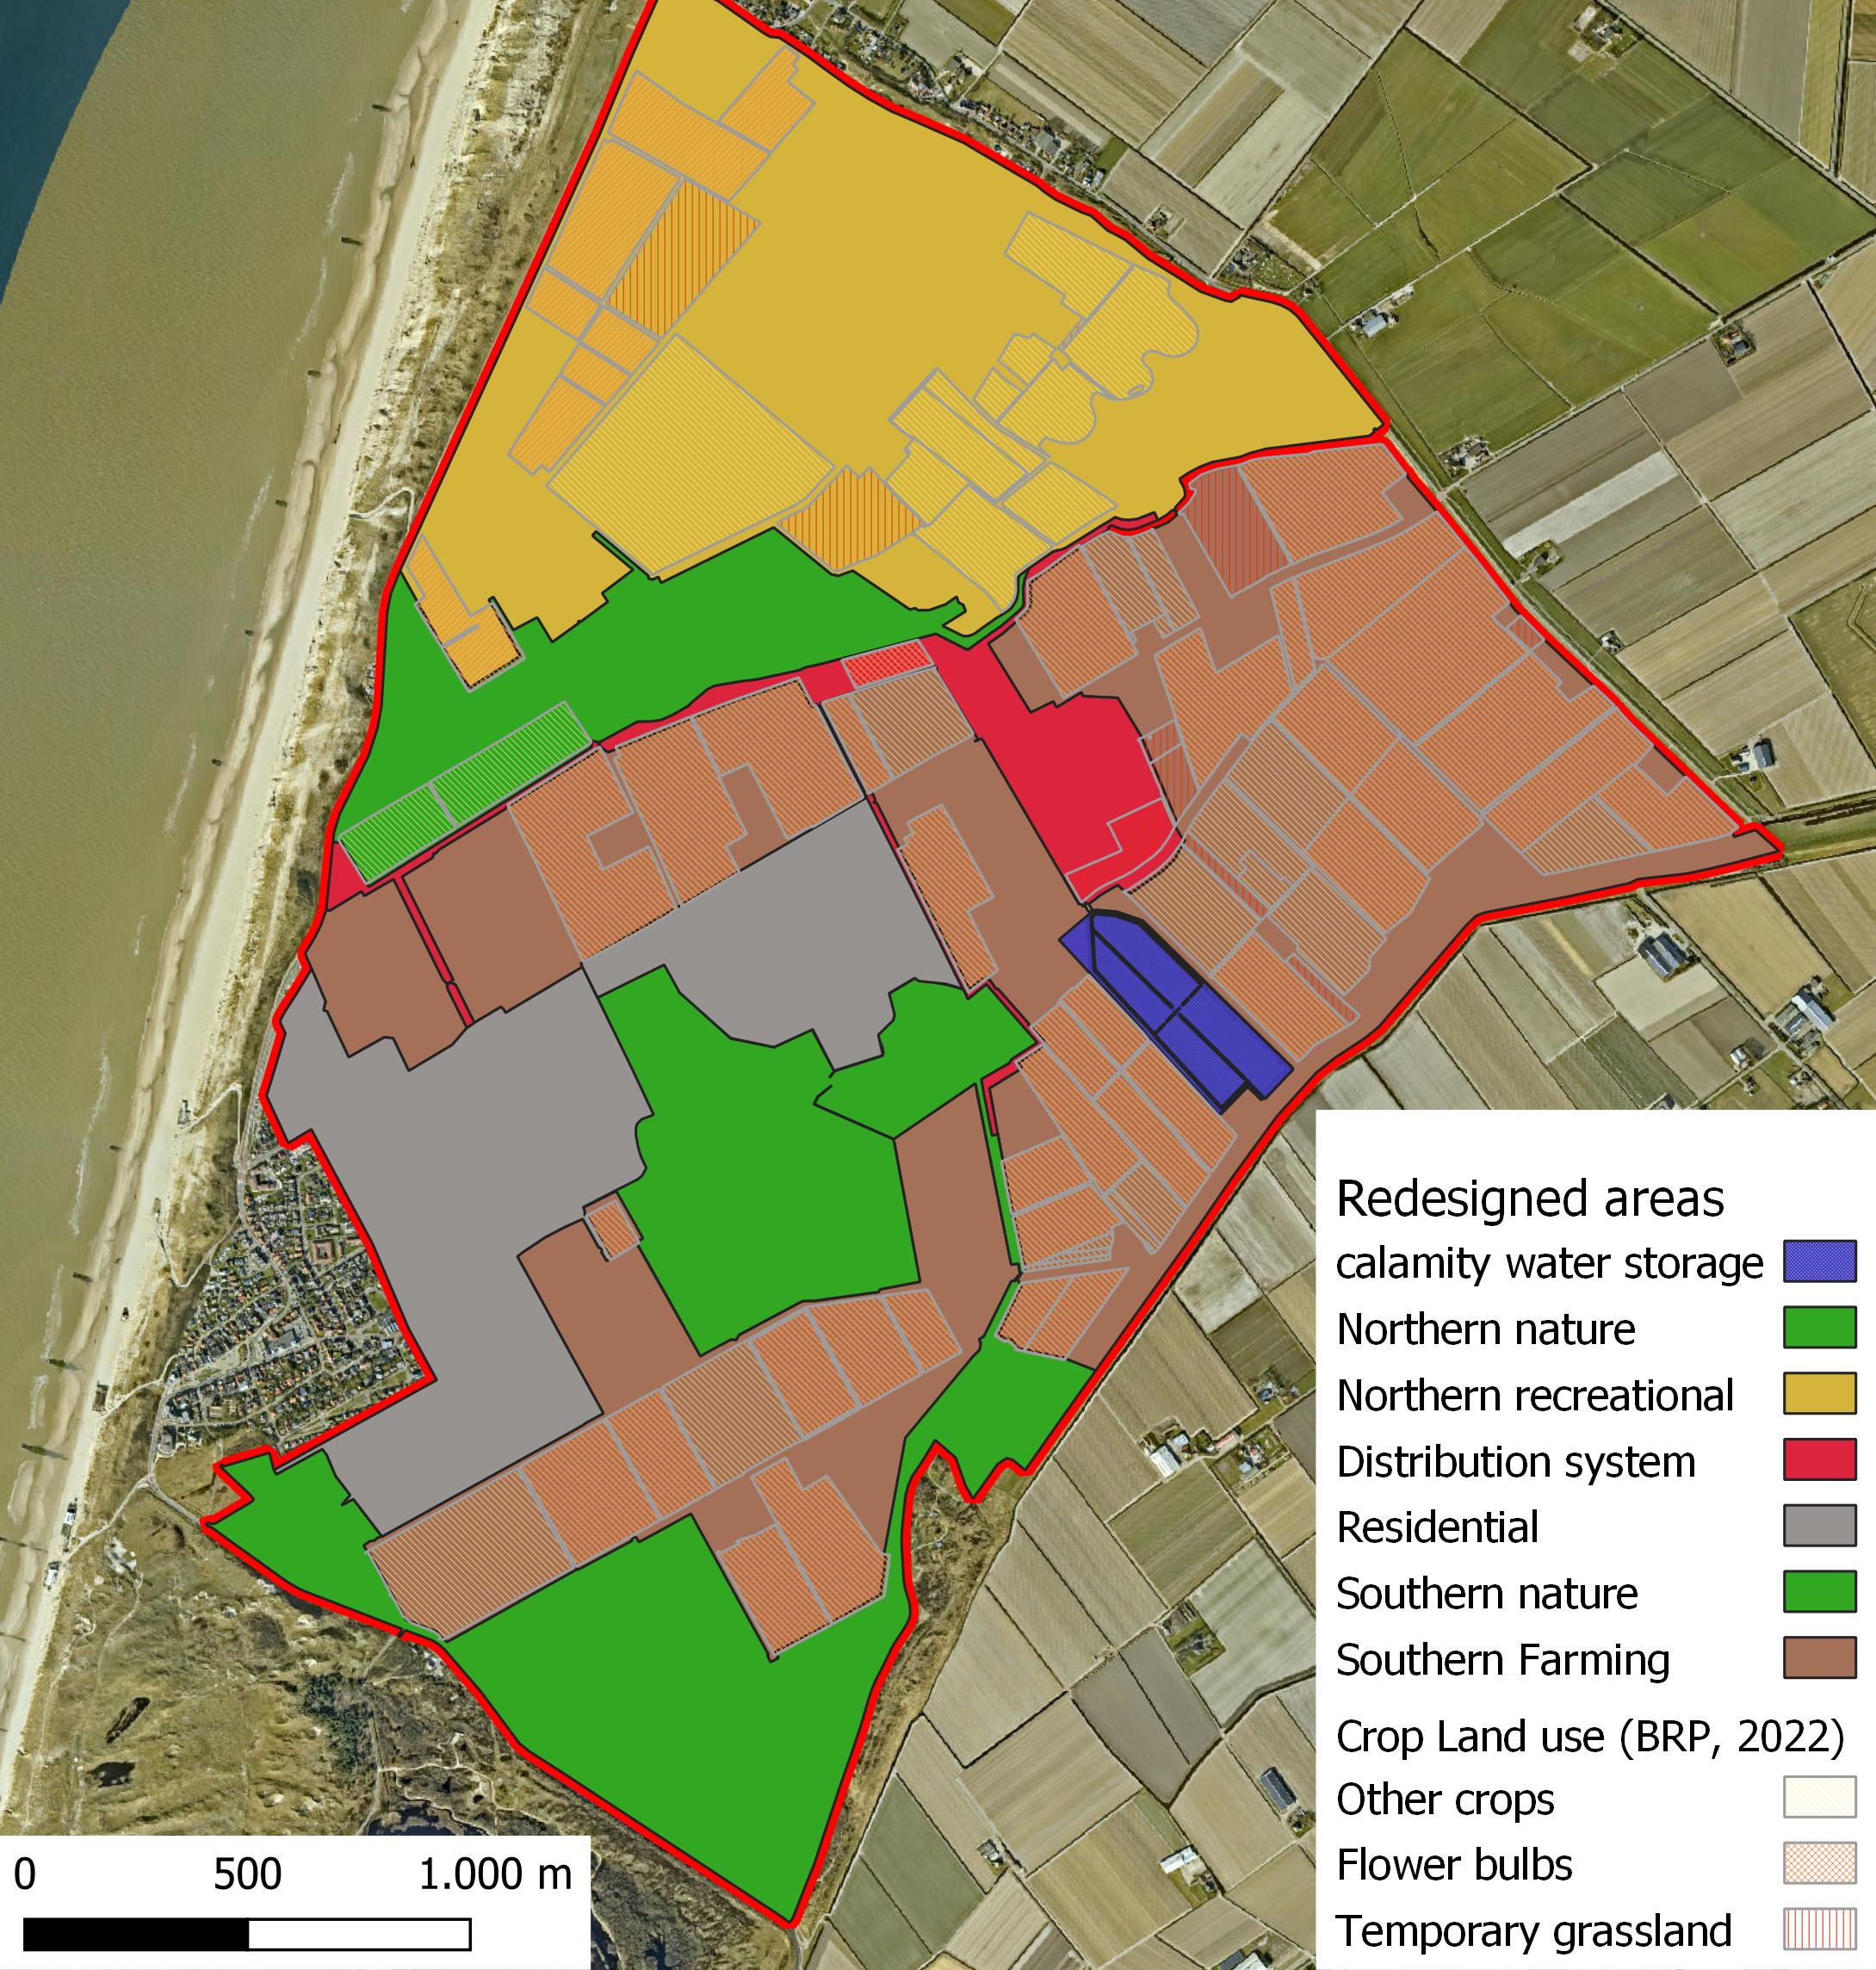 Redesigned areas
calamity water storage
Northern nature
Northern recreational
Distribution system
Residential
Southern nature
Southern Farming
Crop Land use (BRP, 2022)
Other crops
Flower bulbs
Temporary grassland
0 500 1.000 m